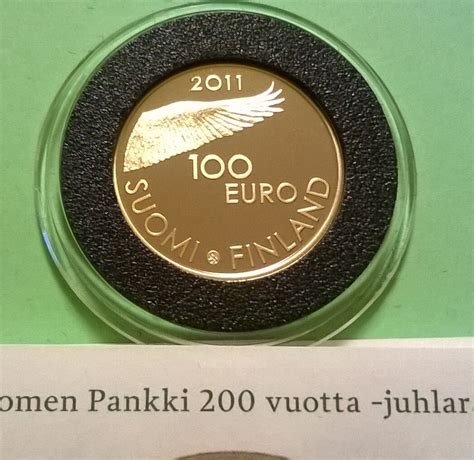 2011
100
EURO
SUOMI FINLAND
omen Pankki 200 vuotta -juhlar